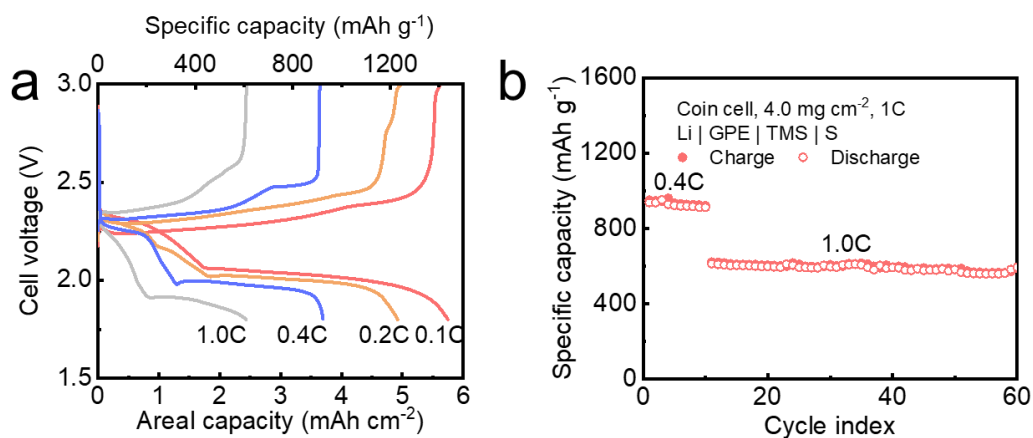 a
Specific capacity (mAh g⁻¹)
0 400 800 1200
Cell voltage (V)
3.0
2.5
2.0
1.5
1.0C 0.4C 0.2C 0.1C
0 1 2 3 4 5 6
Areal capacity (mAh cm⁻²)
b
Specific capacity (mAh g⁻¹)
1600
1200
800
400
0
Coin cell, 4.0 mg cm⁻², 1C
Li | GPE | TMS | S
Charge Discharge
0.4C
1.0C
20 40 60
Cycle index